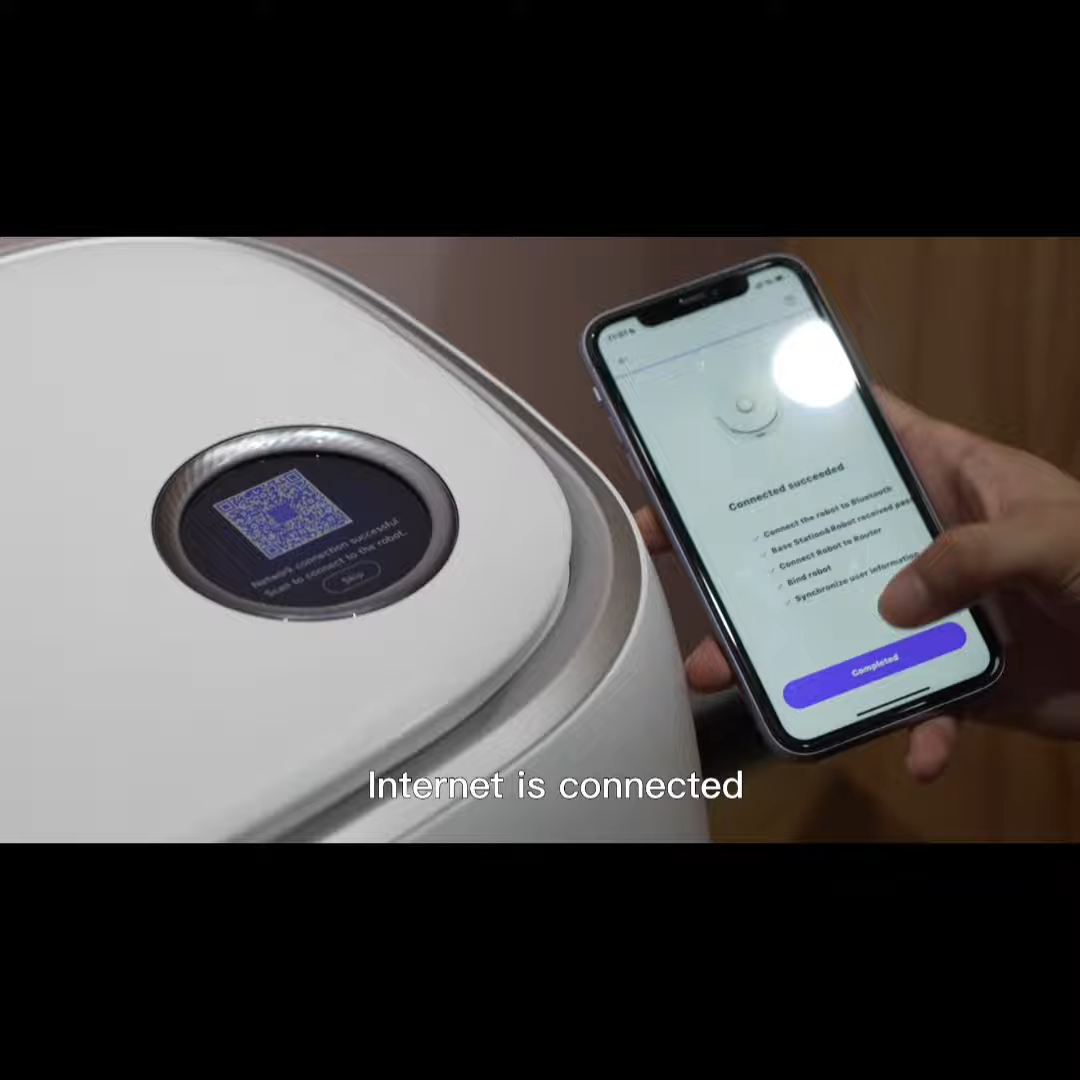 Network connection successful.
Scan to connect to the robot.
Skip
Connected succeeded
✓ Connect the robot to Bluetooth
✓ Base Station&Robot received pas
✓ Connect Robot to Router
✓ Bind robot
✓ Synchronize user information
Completed
Internet is connected